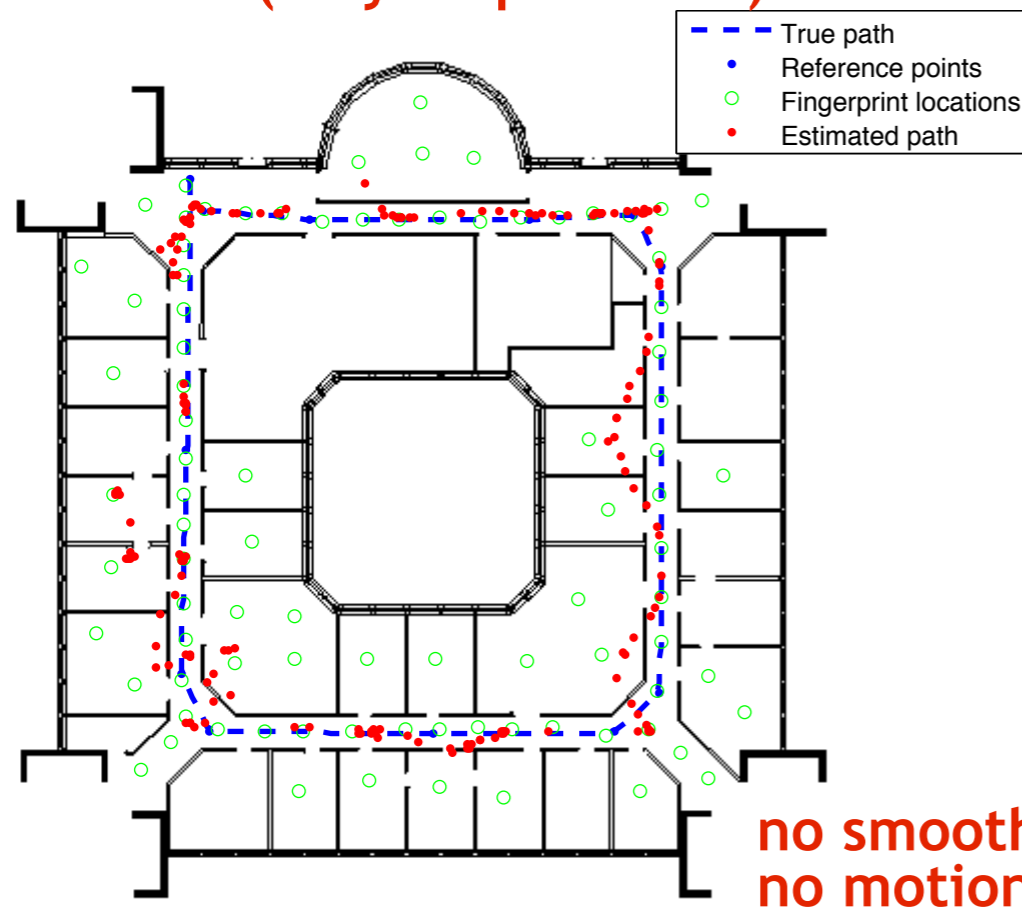 True path
Reference points
Fingerprint locations
Estimated path
no smooth
no motion